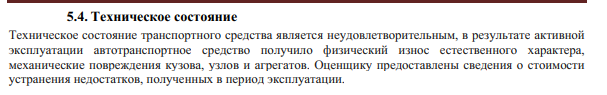 5.4. Техническое состояние
Техническое состояние транспортного средства является неудовлетворительным, в результате активной
эксплуатации автотранспортное средство получило физический износ естественного характера,
механические повреждения кузова, узлов и агрегатов. Оценщику предоставлены сведения о стоимости
устранения недостатков, полученных в период эксплуатации.